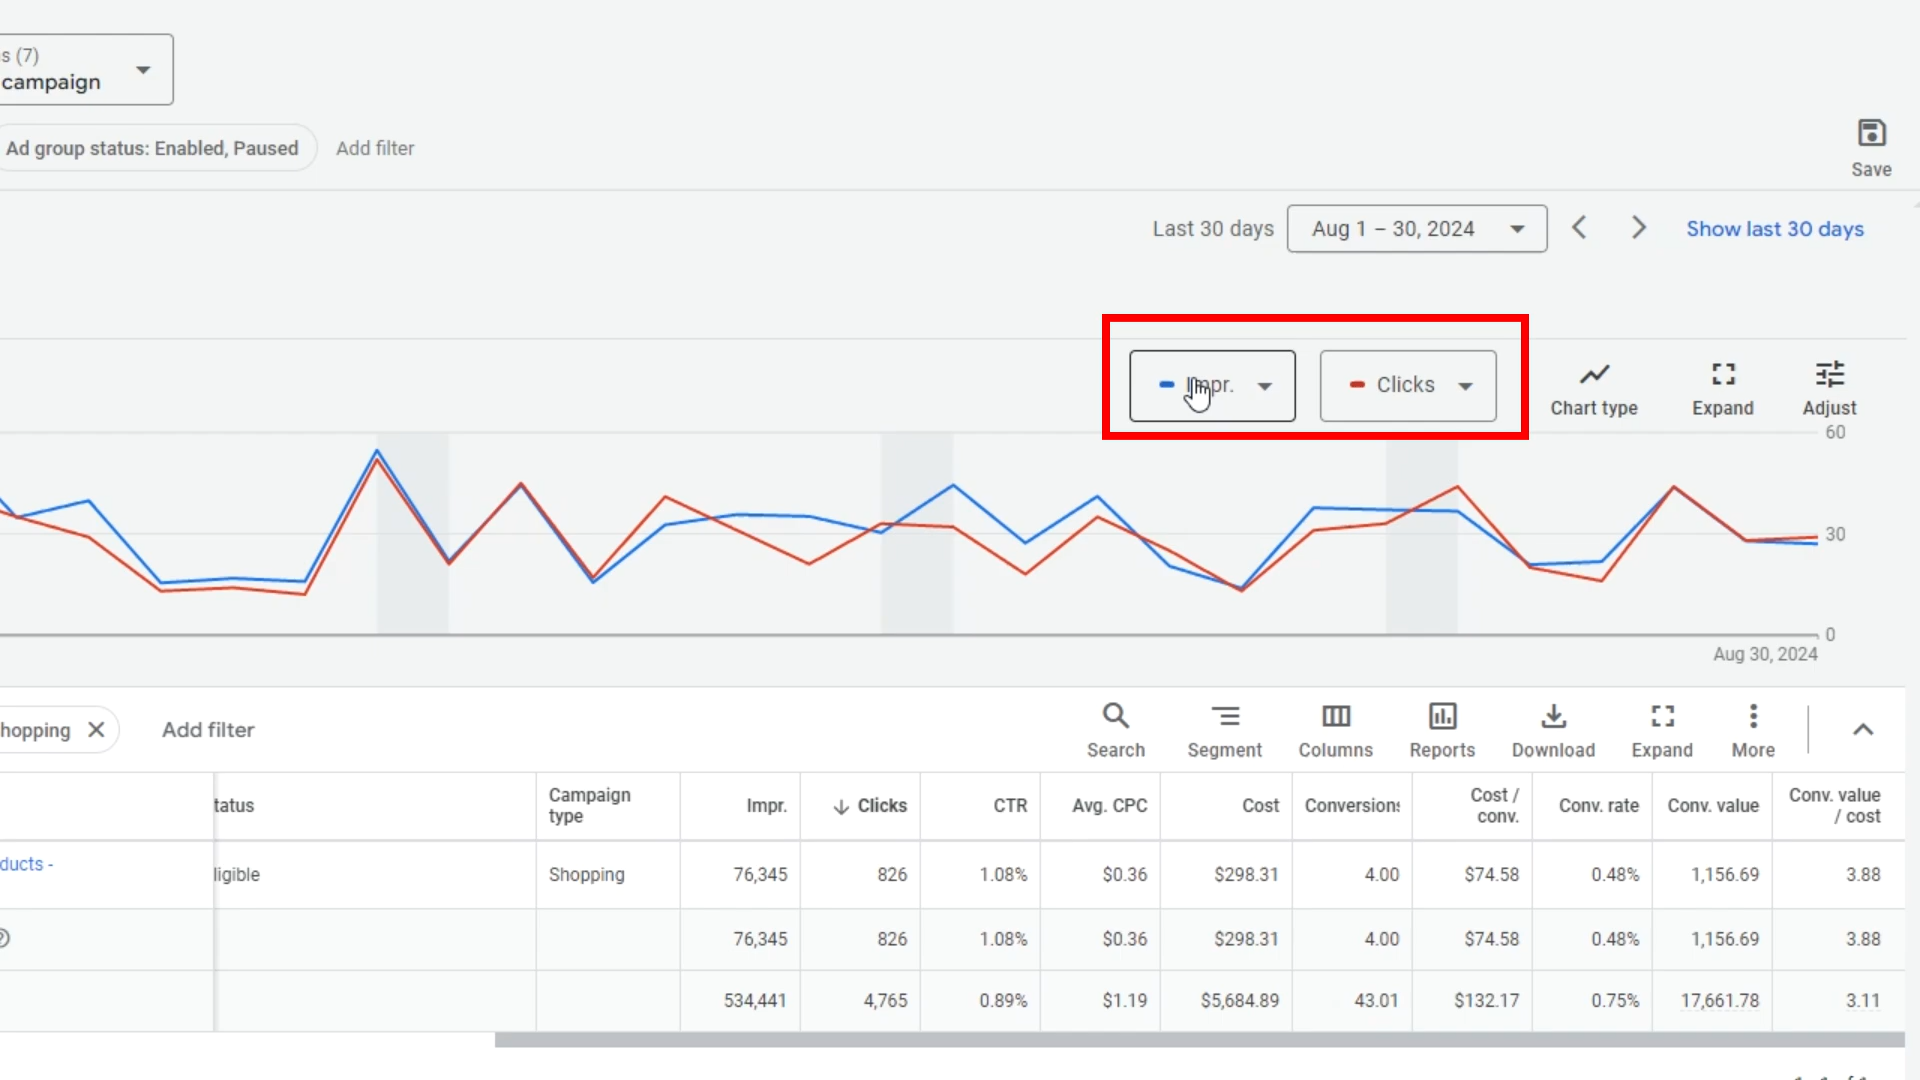 s (7)
campaign
Ad group status: Enabled, Paused
Add filter
Save
Last 30 days
Aug 1 – 30, 2024
Show last 30 days
Impr.
Clicks
Chart type
Expand
Adjust
60
30
0
Aug 30, 2024
hopping
Add filter
Search
Segment
Columns
Reports
Download
Expand
More
tatus
Campaign type
Impr.
Clicks
CTR
Avg. CPC
Cost
Conversions
Cost / conv.
Conv. rate
Conv. value
Conv. value / cost
ducts -
ligible
Shopping
76,345
826
1.08%
$0.36
$298.31
4.00
$74.58
0.48%
1,156.69
3.88
76,345
826
1.08%
$0.36
$298.31
4.00
$74.58
0.48%
1,156.69
3.88
534,441
4,765
0.89%
$1.19
$5,684.89
43.01
$132.17
0.75%
17,661.78
3.11